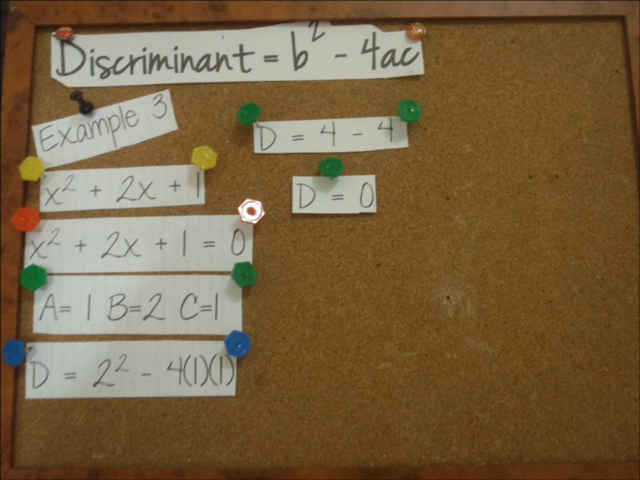 Discriminant = b² - 4ac
Example 3
x² + 2x + 1
x² + 2x + 1 = 0
A= 1 B=2 C=1
D = 2² - 4(1)(1)
D = 4 - 4
D = 0